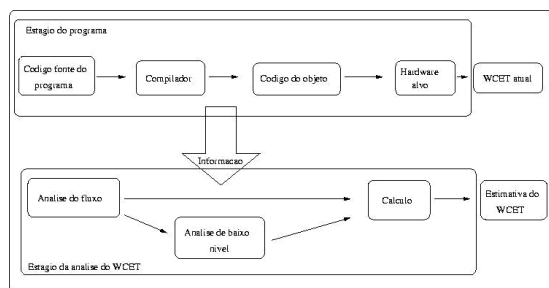 Estagio do programa
Codigo fonte do
programa
Compilador
Codigo do objeto
Hardware
alvo
WCET atual
Informacao
Analise do fluxo
Analise de baixo
nivel
Calculo
Estimativa do
WCET
Estagio da analise do WCET